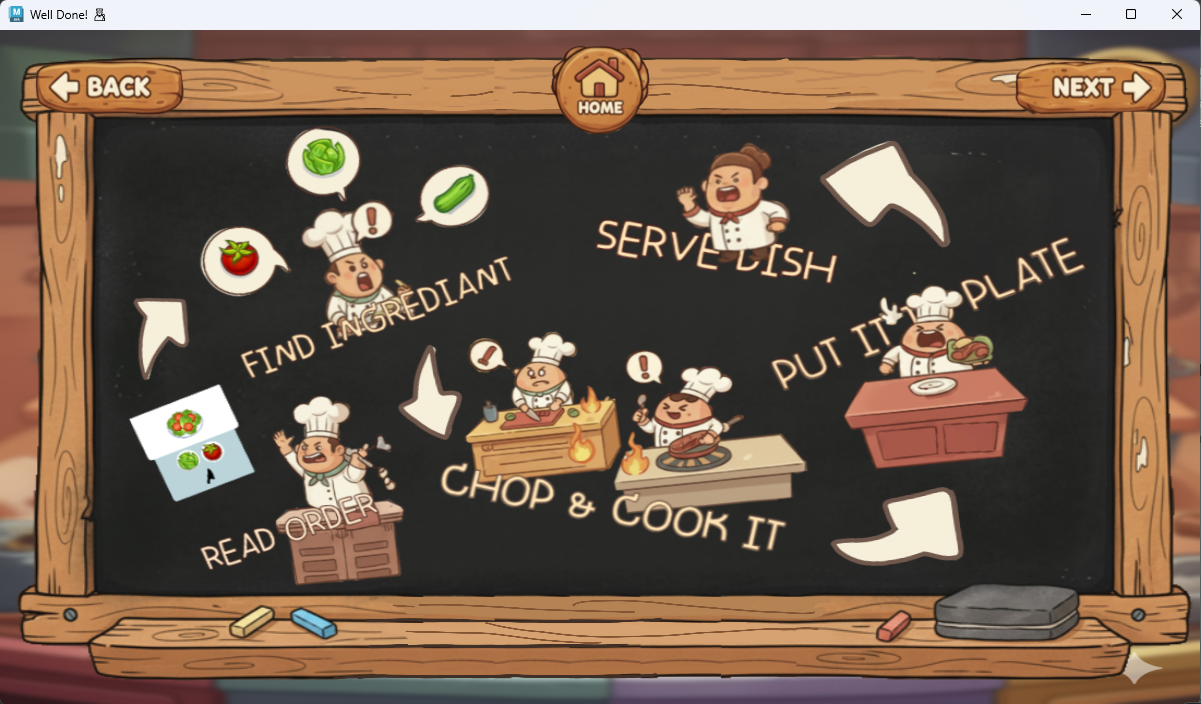 Well Done!
BACK
HOME
NEXT
FIND INGREDIANT
SERVE DISH
PUT IT PLATE
READ ORDER
CHOP & COOK IT